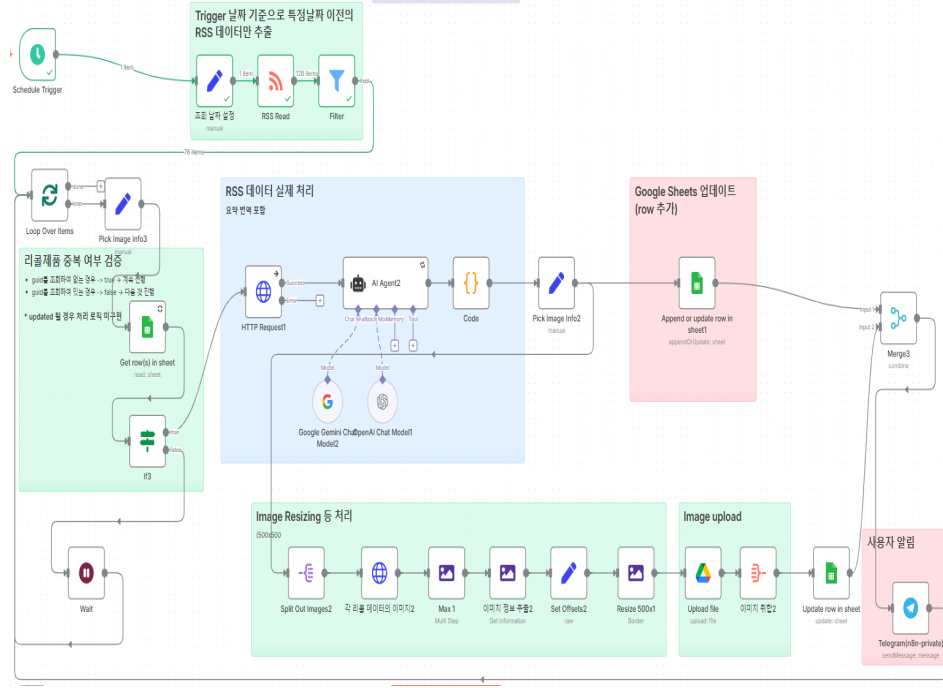 Trigger 날짜 기준으로 특정날짜 이전의
RSS 데이터만 추출
Schedule Trigger
1 item
1 item
128 items
Kept
조회 날짜 설정
manual
RSS Read
Filter
76 items
done
loop
Loop Over Items
Pick Image Info3
manual
리콜제품 중복 여부 검증
• guid를 조회하여 없는 경우 -> true -> 계속 진행
• guid를 조회하여 있는 경우 -> false -> 다음 것 진행
* updated 될 경우 처리 로직 미구현
Get row(s) in sheet
read: sheet
true
false
If3
Wait
RSS 데이터 실제 처리
요약 번역 포함
Success
Error
HTTP Request1
AI Agent2
Memory
Tool
Model
Model
Google Gemini Chat
Model2
OpenAI Chat Model1
Code
Pick Image Info2
manual
Google Sheets 업데이트
(row 추가)
Append or update row in
sheet1
appendOrUpdate: sheet
Input 1
Input 2
Merge3
combine
Image Resizing 등 처리
(500x500
Split Out Images2
각 리콜 데이터의 이미지2
Max 1
Multi Step
이미지 정보 추출2
Get Information
Set Offsets2
raw
Resize 500x1
Border
Image upload
Upload file
upload: file
이미지 취합2
Update row in sheet
update: sheet
사용자 알림
Telegram(n8n-private)
sendMessage: message